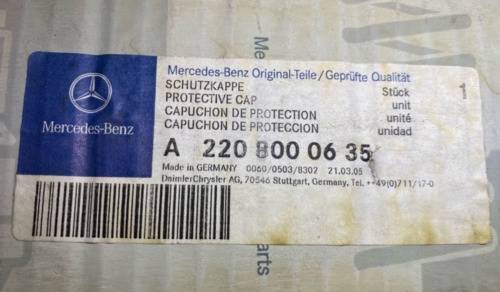 Mercedes-Benz Original-Teile/Geprüfte Qualität
SCHUTZKAPPE Stück 1
PROTECTIVE CAP unit
CAPUCHON DE PROTECTION unité
CAPUCHON DE PROTECCION unidad
Mercedes-Benz
A 220 800 06 35
Made in GERMANY 0060/0503/8302 21.03.05
DaimlerChrysler AG, 70546 Stuttgart, Germany, Tel. ++49(0)711/17-0
arts